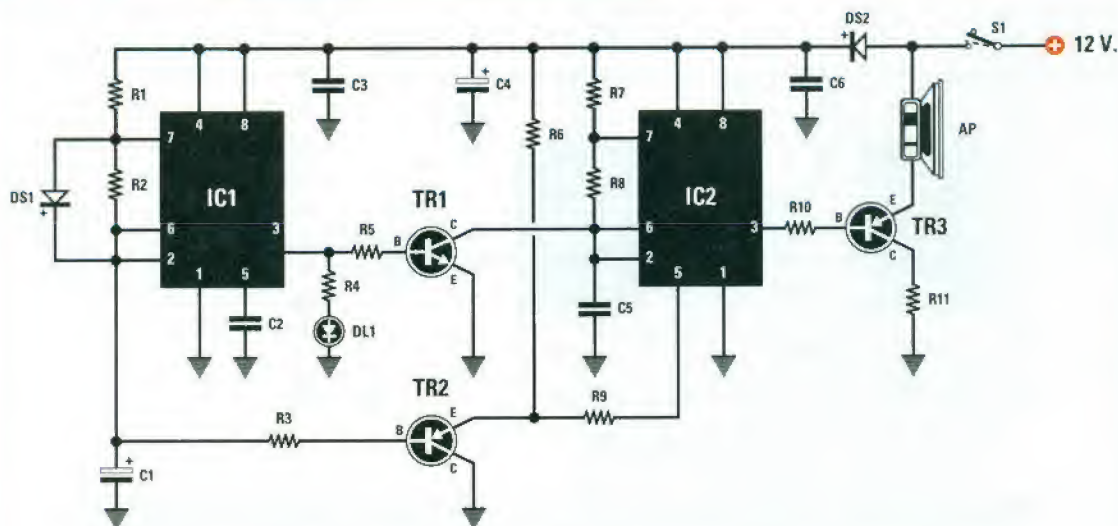 DS2
S1
12 V.
R1
C3
C4
R7
C6
4
8
4
8
R6
AP
7
7
DS1
R2
IC1
TR1
R8
IC2
R10
E
B
TR3
C
6
3
R5
B
C
E
6
3
2
2
R4
1
5
5
1
C2
DL1
C5
R11
TR2
R3
B
E
C
R9
C1
+
+
+
+
+